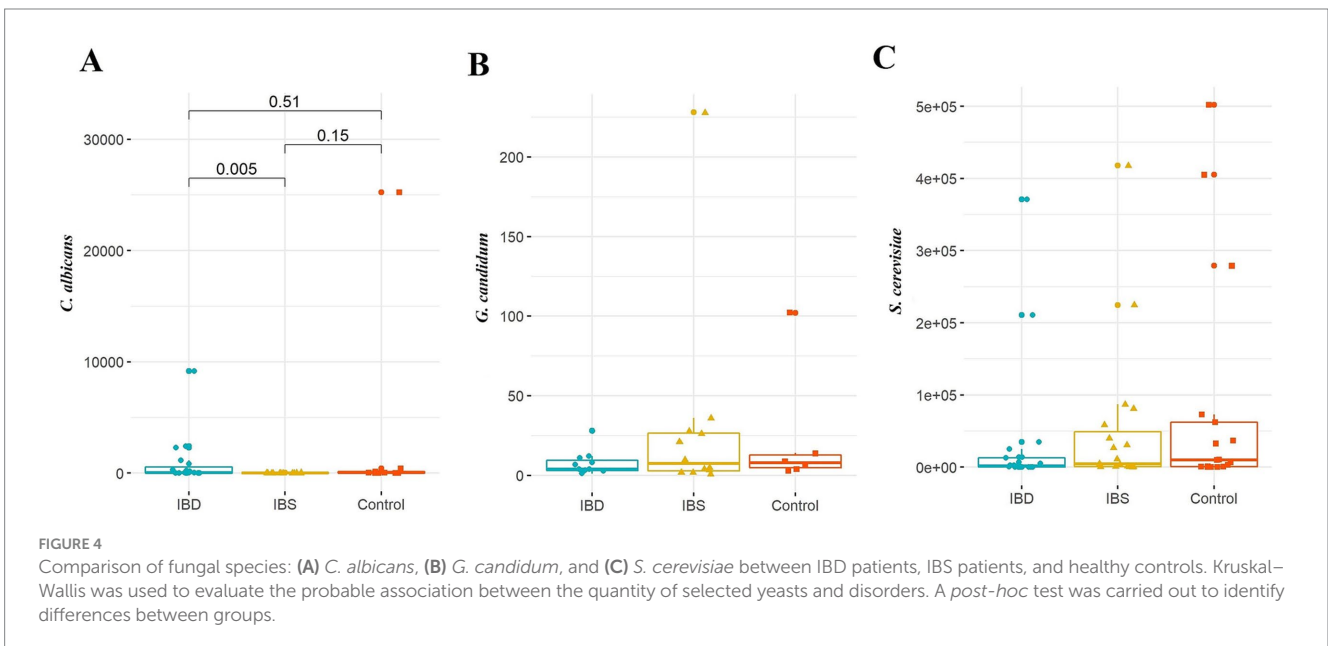 A
B
C
0.51
0.15
0.005
30000
20000
10000
0
C. albicans
IBD
IBS
Control
200
150
100
50
0
G. candidum
IBD
IBS
Control
5e+05
4e+05
3e+05
2e+05
1e+05
0e+00
S. cerevisiae
IBD
IBS
Control
FIGURE 4
Comparison of fungal species: (A) C. albicans, (B) G. candidum, and (C) S. cerevisiae between IBD patients, IBS patients, and healthy controls. Kruskal–
Wallis was used to evaluate the probable association between the quantity of selected yeasts and disorders. A post-hoc test was carried out to identify
differences between groups.